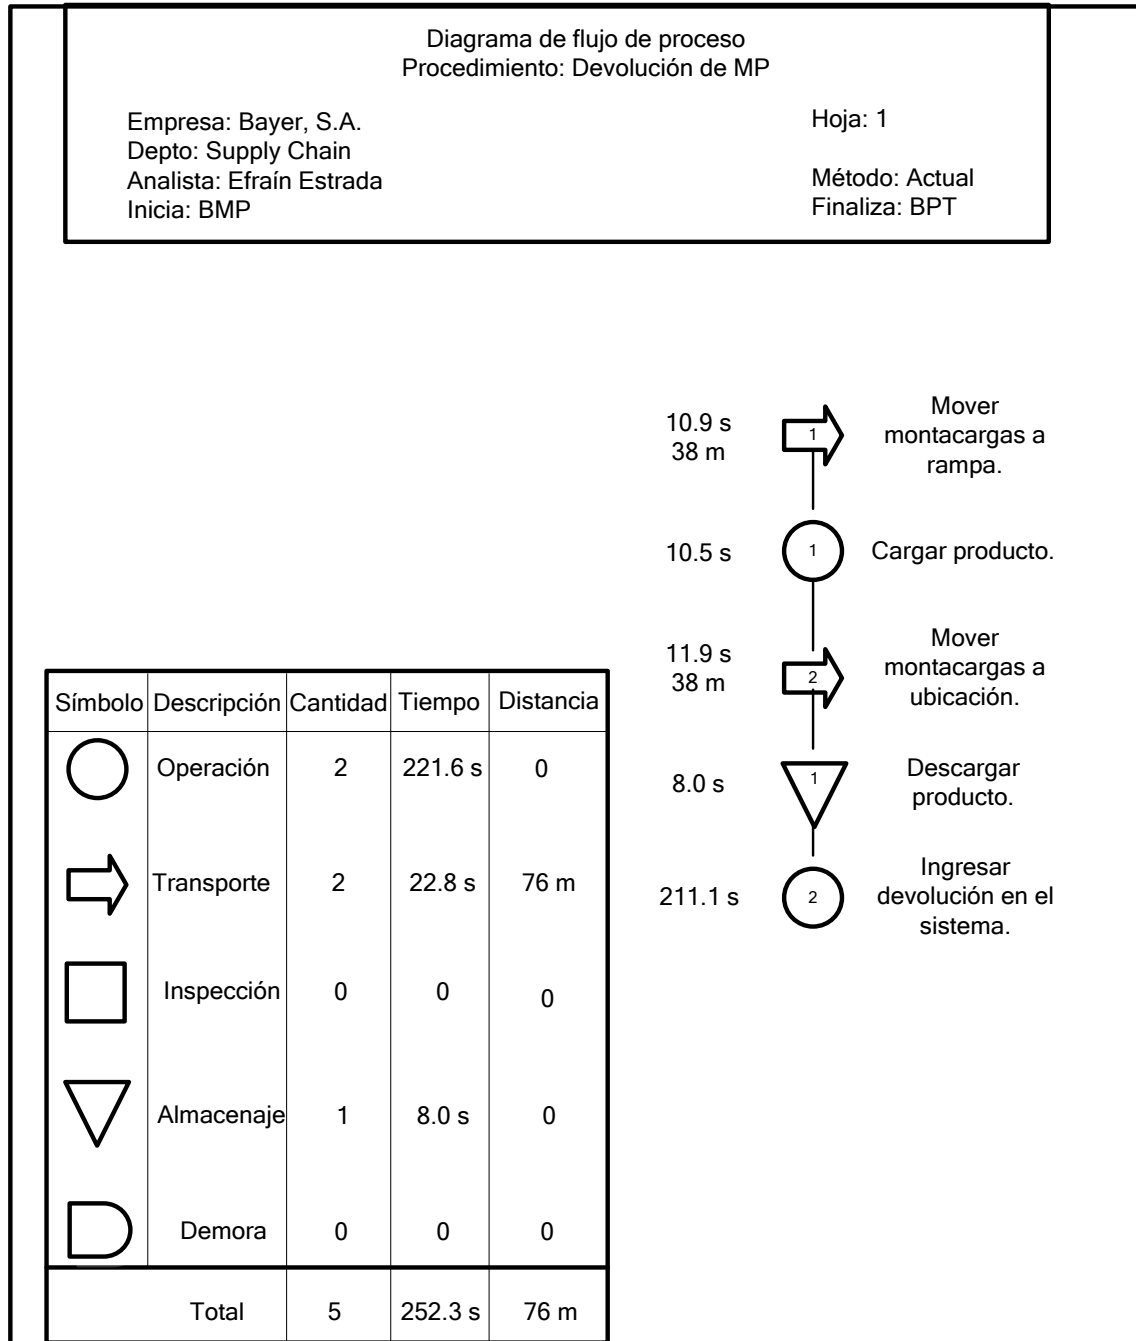 Diagrama de flujo de proceso
Procedimiento: Devolución de MP
Empresa: Bayer, S.A.
Hoja: 1
Depto: Supply Chain
Analista: Efraín Estrada
Método: Actual
Inicia: BMP
Finaliza: BPT
10.9 s
38 m
1
Mover
montacargas a
rampa.
10.5 s
1
Cargar producto.
11.9 s
38 m
2
Mover
montacargas a
ubicación.
8.0 s
1
Descargar
producto.
211.1 s
2
Ingresar
devolución en el
sistema.
Símbolo Descripción Cantidad Tiempo Distancia
Operación 2 221.6 s 0
Transporte 2 22.8 s 76 m
Inspección 0 0 0
Almacenaje 1 8.0 s 0
Demora 0 0 0
Total 5 252.3 s 76 m